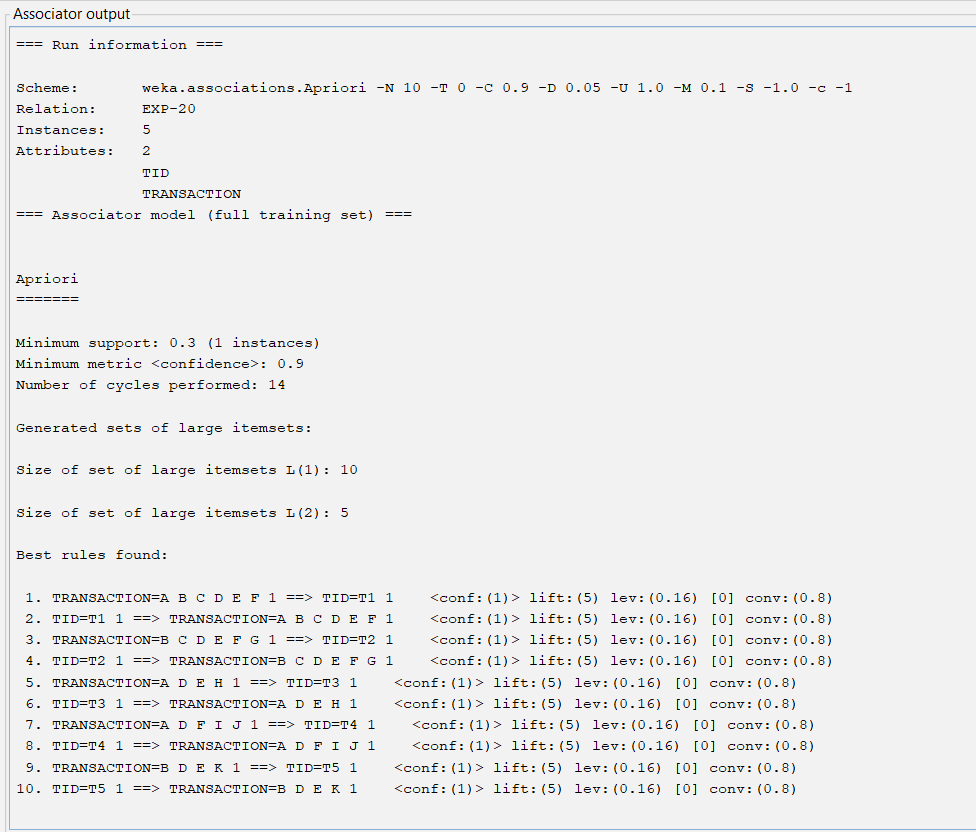 Associator output
=== Run information ===
Scheme:       weka.associations.Apriori -N 10 -T 0 -C 0.9 -D 0.05 -U 1.0 -M 0.1 -S -1.0 -c -1
Relation:     EXP-20
Instances:    5
Attributes:   2
              TID
              TRANSACTION
=== Associator model (full training set) ===
Apriori
=======
Minimum support: 0.3 (1 instances)
Minimum metric <confidence>: 0.9
Number of cycles performed: 14
Generated sets of large itemsets:
Size of set of large itemsets L(1): 10
Size of set of large itemsets L(2): 5
Best rules found:
 1. TRANSACTION=A B C D E F 1 ==> TID=T1 1    <conf:(1)> lift:(5) lev:(0.16) [0] conv:(0.8)
 2. TID=T1 1 ==> TRANSACTION=A B C D E F 1    <conf:(1)> lift:(5) lev:(0.16) [0] conv:(0.8)
 3. TRANSACTION=B C D E F G 1 ==> TID=T2 1    <conf:(1)> lift:(5) lev:(0.16) [0] conv:(0.8)
 4. TID=T2 1 ==> TRANSACTION=B C D E F G 1    <conf:(1)> lift:(5) lev:(0.16) [0] conv:(0.8)
 5. TRANSACTION=A D E H 1 ==> TID=T3 1    <conf:(1)> lift:(5) lev:(0.16) [0] conv:(0.8)
 6. TID=T3 1 ==> TRANSACTION=A D E H 1    <conf:(1)> lift:(5) lev:(0.16) [0] conv:(0.8)
 7. TRANSACTION=A D F I J 1 ==> TID=T4 1    <conf:(1)> lift:(5) lev:(0.16) [0] conv:(0.8)
 8. TID=T4 1 ==> TRANSACTION=A D F I J 1    <conf:(1)> lift:(5) lev:(0.16) [0] conv:(0.8)
 9. TRANSACTION=B D E K 1 ==> TID=T5 1    <conf:(1)> lift:(5) lev:(0.16) [0] conv:(0.8)
10. TID=T5 1 ==> TRANSACTION=B D E K 1    <conf:(1)> lift:(5) lev:(0.16) [0] conv:(0.8)